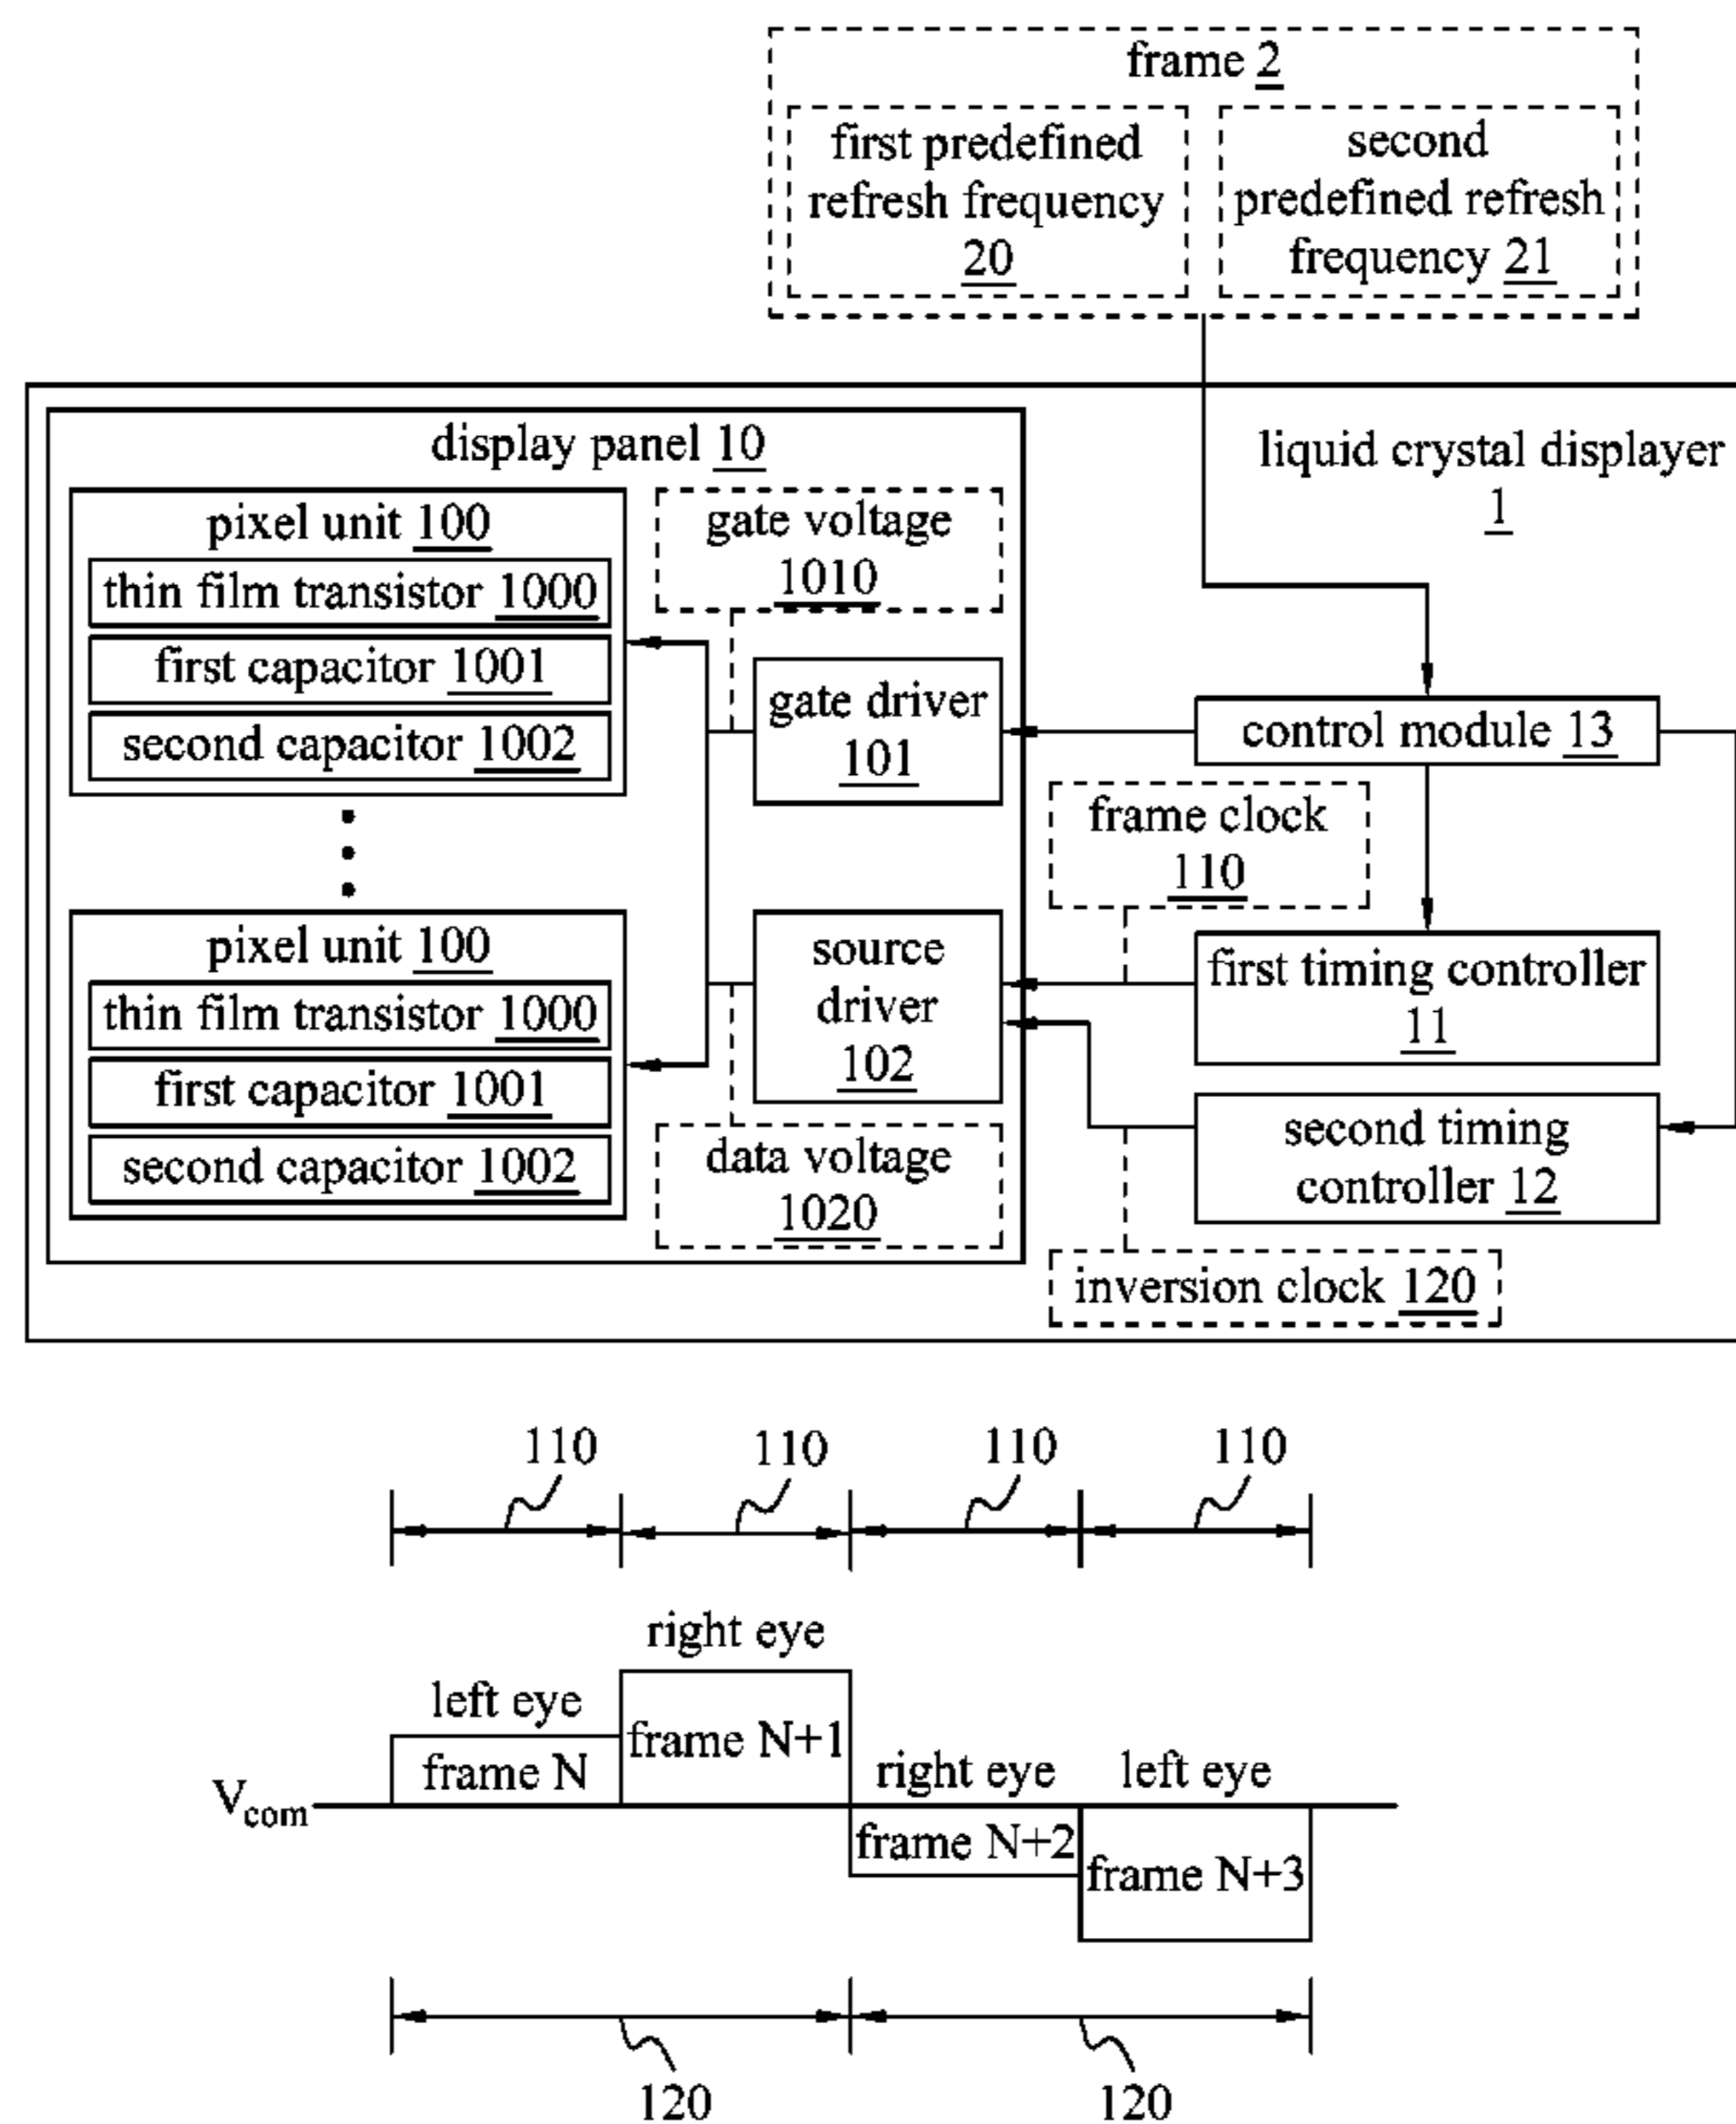 frame 2
first predefined
refresh frequency
20
second
predefined refresh
frequency 21
liquid crystal displayer
1
display panel 10
pixel unit 100
thin film transistor 1000
first capacitor 1001
second capacitor 1002
gate voltage
1010
gate driver
101
control module 13
frame clock
110
pixel unit 100
thin film transistor 1000
first capacitor 1001
second capacitor 1002
source
driver
102
first timing controller
11
data voltage
1020
second timing
controller 12
inversion clock 120
110
110
110
110
right eye
left eye
frame N+1
frame N
right eye
left eye
Vcom
frame N+2
frame N+3
120
120